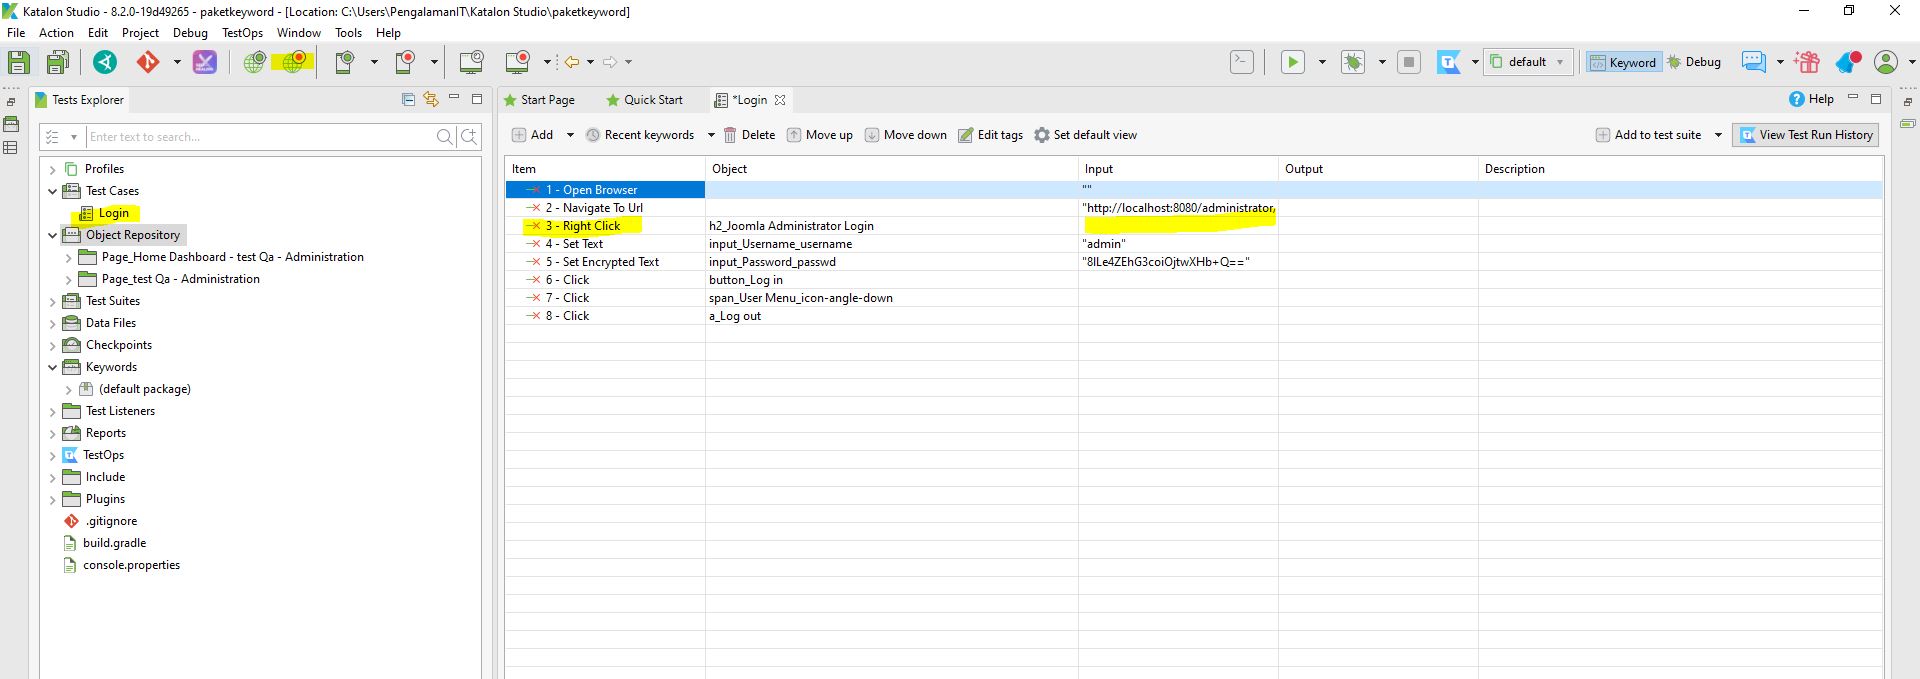 Katalon Studio - 8.2.0-19d49265 - paketkeyword - [Location: C:\Users\PengalamanIT\Katalon Studio\paketkeyword]
File Action Edit Project Debug TestOps Window Tools Help
default Keyword Debug
Tests Explorer
Start Page Quick Start *Login Help
Enter text to search...
Add Recent keywords Delete Move up Move down Edit tags Set default view Add to test suite View Test Run History
Profiles
Test Cases
Login
Object Repository
Page_Home Dashboard - test Qa - Administration
Page_test Qa - Administration
Test Suites
Data Files
Checkpoints
Keywords
(default package)
Test Listeners
Reports
TestOps
Include
Plugins
.gitignore
build.gradle
console.properties
Item Object Input Output Description
1 - Open Browser ""
2 - Navigate To Url "http://localhost:8080/administrator,
3 - Right Click h2_Joomla Administrator Login
4 - Set Text input_Username_username "admin"
5 - Set Encrypted Text input_Password_passwd "8lLe4ZEhG3coiOjtwXHb+Q=="
6 - Click button_Log in
7 - Click span_User Menu_icon-angle-down
8 - Click a_Log out